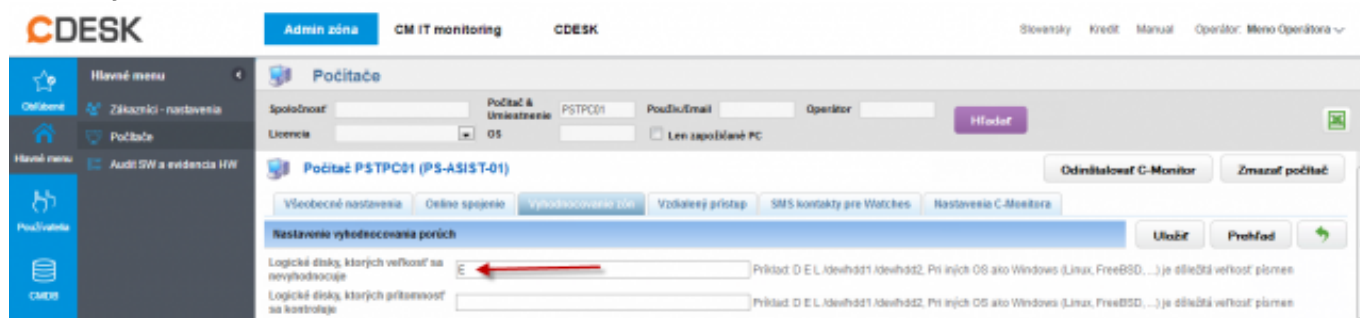 CDESK
Admin zóna CM IT monitoring CDESK
Slovensky Kredit Manual Operátor: Meno Operátora
Obľúbené
Hlavné menu
Používatelia
CMDB
Hlavné menu
Zákazníci - nastavenia
Počítače
Audit SW a evidencia HW
Počítače
Spoločnosť Počítač & Umiestnenie PSTPC01 Použív./Email Operátor
Hľadať
Licencia OS Len zapožičané PC
Počítač PSTPC01 (PS-ASIST-01)
Odinštalovať C-Monitor Zmazať počítač
Všeobecné nastavenia Online spojenie Vyhodnocovanie zón Vzdialený prístup SMS kontakty pre Watches Nastavenia C-Monitora
Nastavenie vyhodnocovania porúch
Uložiť Prehľad
Logické disky, ktorých veľkosť sa nevyhodnocuje
E
Príklad: D E L /dev/hdd1 /dev/hdd2, Pri iných OS ako Windows (Linux, FreeBSD, ...) je dôležitá veľkosť písmen
Logické disky, ktorých prítomnosť sa kontroluje
Príklad: D E L /dev/hdd1 /dev/hdd2, Pri iných OS ako Windows (Linux, FreeBSD, ...) je dôležitá veľkosť písmen